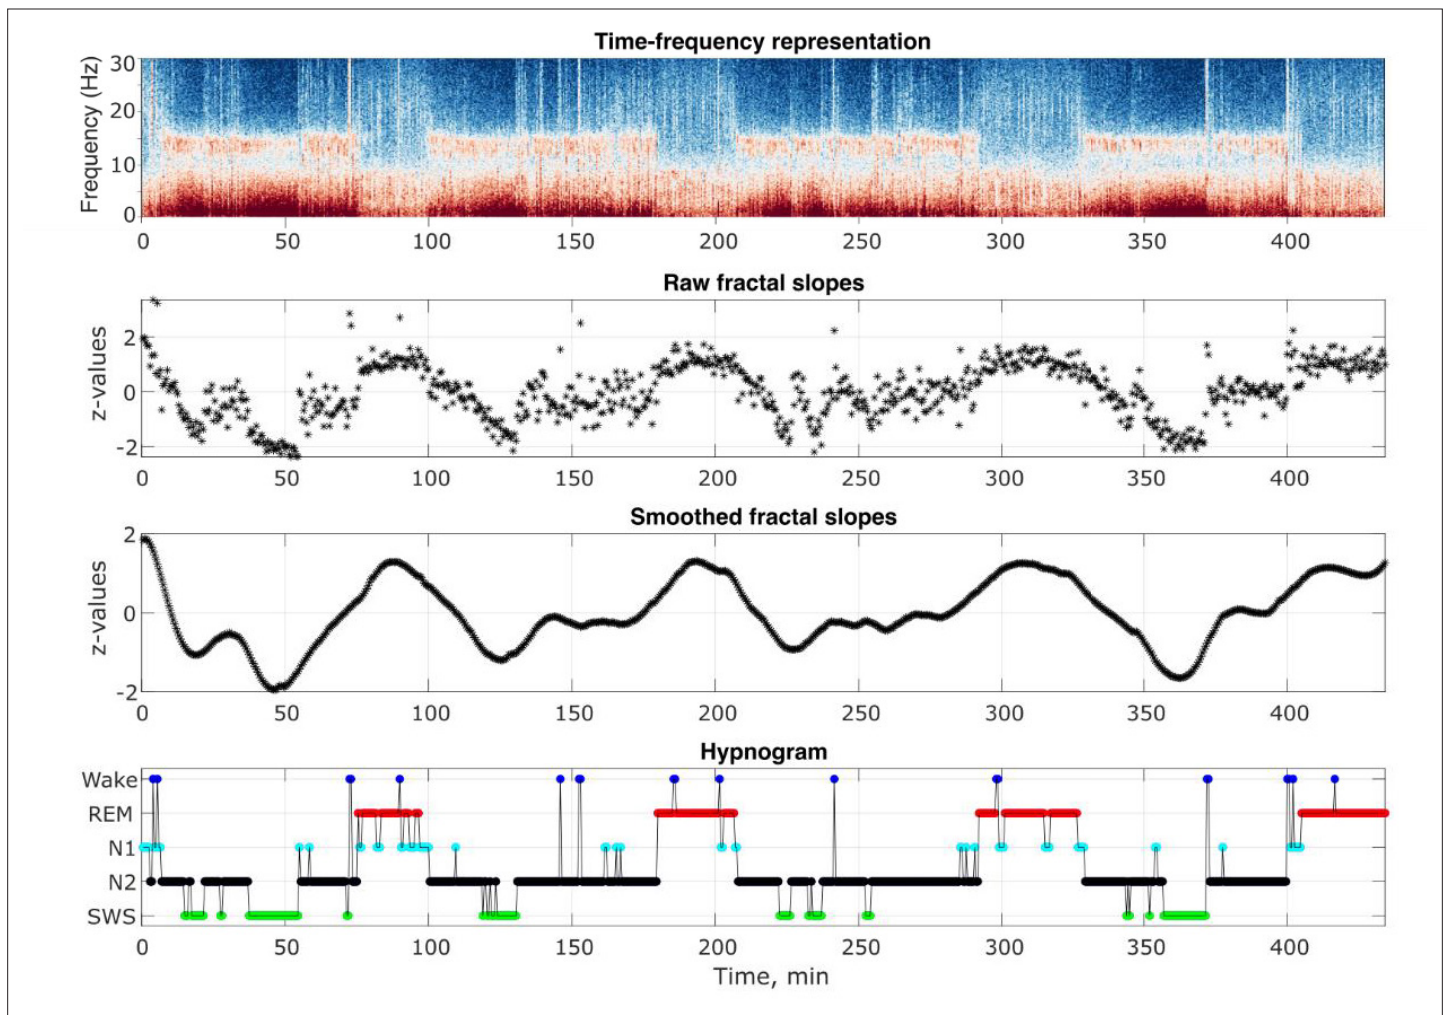 Time-frequency representation
Frequency (Hz)
30
20
10
0
0 50 100 150 200 250 300 350 400
Raw fractal slopes
z-values
2
0
-2
0 50 100 150 200 250 300 350 400
Smoothed fractal slopes
z-values
2
0
-2
0 50 100 150 200 250 300 350 400
Hypnogram
Wake
REM
N1
N2
SWS
0 50 100 150 200 250 300 350 400
Time, min